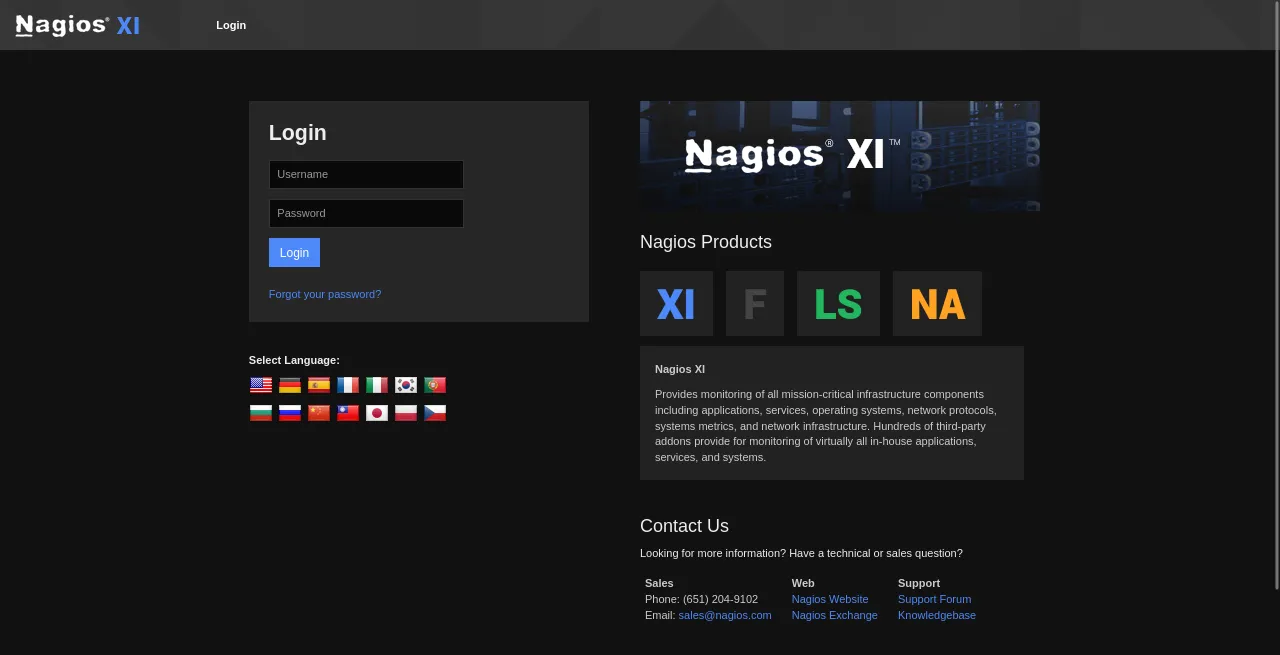 Nagios® XI
Login
Login
Username
Password
Login
Forgot your password?
Select Language:
Nagios® XI™
Nagios Products
XI F LS NA
Nagios XI
Provides monitoring of all mission-critical infrastructure components
including applications, services, operating systems, network protocols,
systems metrics, and network infrastructure. Hundreds of third-party
addons provide for monitoring of virtually all in-house applications,
services, and systems.
Contact Us
Looking for more information? Have a technical or sales question?
Sales Web Support
Phone: (651) 204-9102 Nagios Website Support Forum
Email: sales@nagios.com Nagios Exchange Knowledgebase